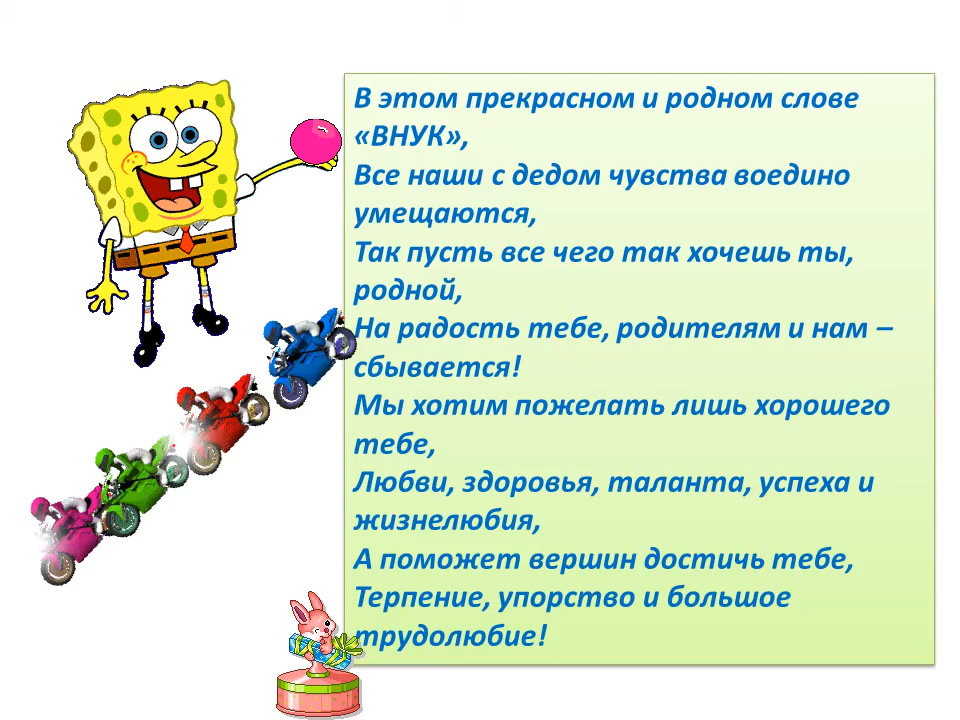 В этом прекрасном и родном слове
«ВНУК»,
Все наши с дедом чувства воедино
умещаются,
Так пусть все чего так хочешь ты,
родной,
На радость тебе, родителям и нам –
сбывается!
Мы хотим пожелать лишь хорошего
тебе,
Любви, здоровья, таланта, успеха и
жизнелюбия,
А поможет вершин достичь тебе,
Терпение, упорство и большое
трудолюбие!